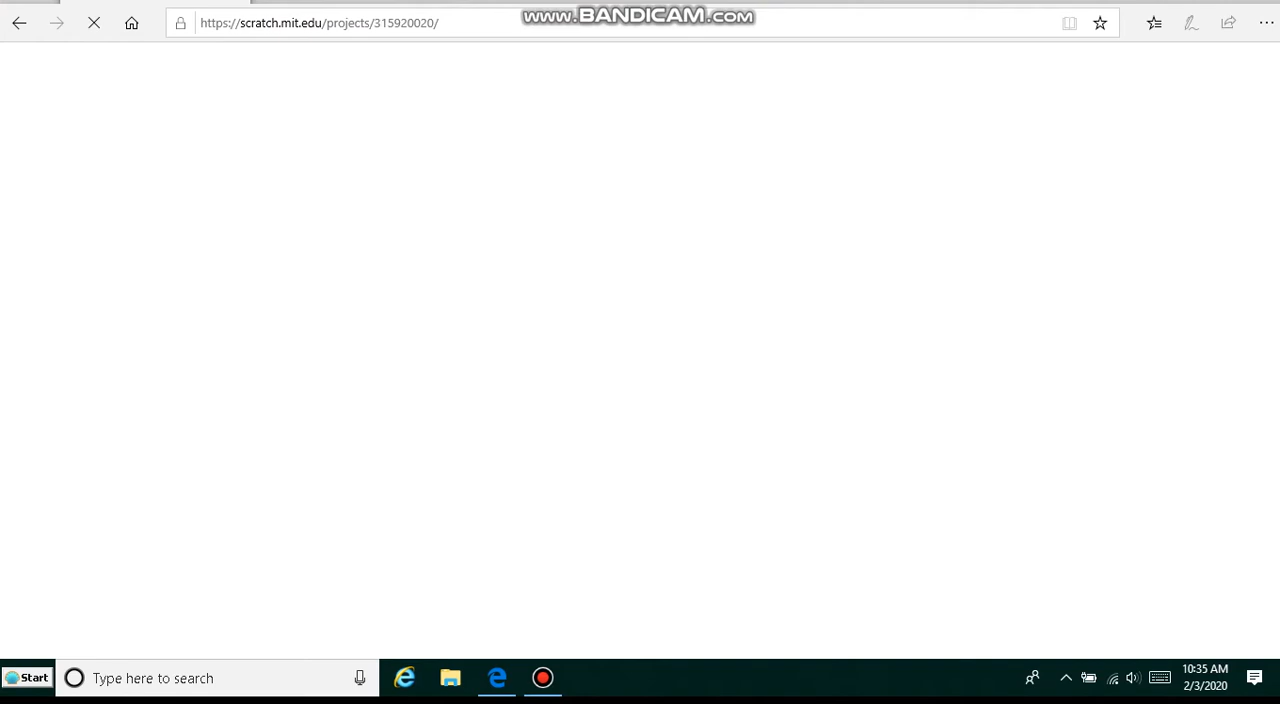 https://scratch.mit.edu/projects/315920020/
WWW.BANDICAM.COM
Start
Type here to search
10:35 AM
2/3/2020